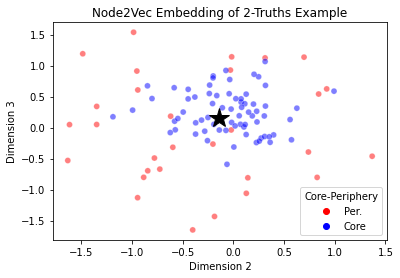 Node2Vec Embedding of 2-Truths Example
1.5
1.0
0.5
0.0
−0.5
−1.0
−1.5
Dimension 3
Core-Periphery
Per.
Core
−1.5 −1.0 −0.5 0.0 0.5 1.0 1.5
Dimension 2